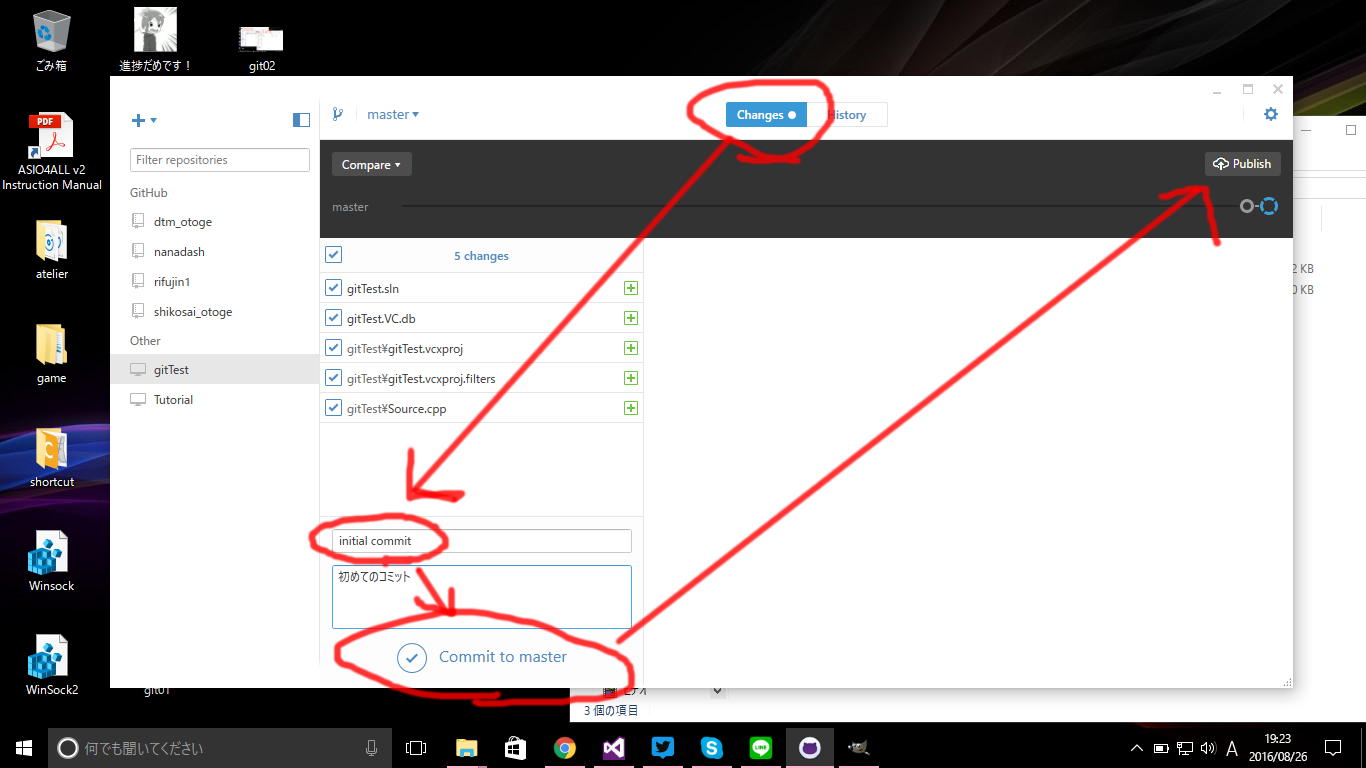 ごみ箱
進捗だめです！
git02
PDF
ASIO4ALL v2
Instruction Manual
atelier
game
shortcut
Winsock
WinSock2
git01
Filter repositories
GitHub
dtm_otoge
nanadash
rifujin1
shikosai_otoge
Other
gitTest
Tutorial
master
Changes
History
Compare
Publish
master
5 changes
gitTest.sln
gitTest.VC.db
gitTest¥gitTest.vcxproj
gitTest¥gitTest.vcxproj.filters
gitTest¥Source.cpp
initial commit
初めてのコミット
Commit to master
2 KB
0 KB
ビデオ
3 個の項目
何でも聞いてください
A
19:23
2016/08/26